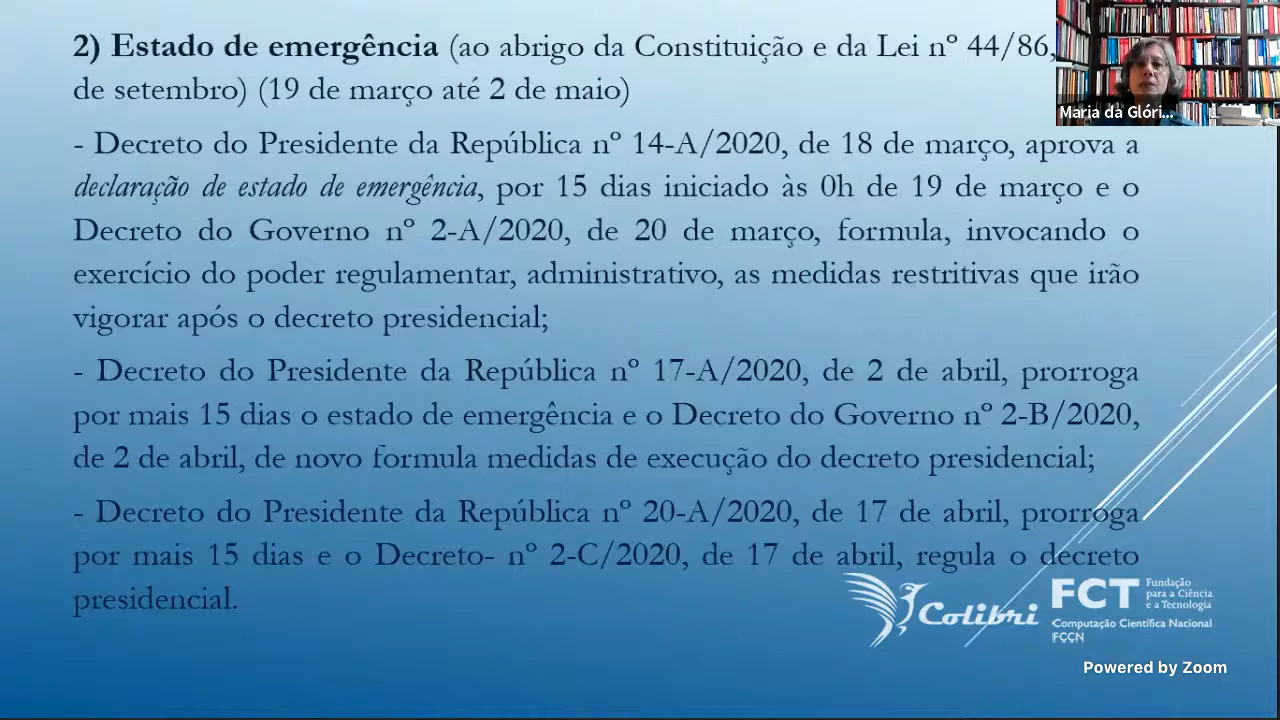 2) Estado de emergência (ao abrigo da Constituição e da Lei nº 44/86,
de setembro) (19 de março até 2 de maio)
- Decreto do Presidente da República nº 14-A/2020, de 18 de março, aprova a
declaração de estado de emergência, por 15 dias iniciado às 0h de 19 de março e o
Decreto do Governo nº 2-A/2020, de 20 de março, formula, invocando o
exercício do poder regulamentar, administrativo, as medidas restritivas que irão
vigorar após o decreto presidencial;
- Decreto do Presidente da República nº 17-A/2020, de 2 de abril, prorroga
por mais 15 dias o estado de emergência e o Decreto do Governo nº 2-B/2020,
de 2 de abril, de novo formula medidas de execução do decreto presidencial;
- Decreto do Presidente da República nº 20-A/2020, de 17 de abril, prorroga
por mais 15 dias e o Decreto- nº 2-C/2020, de 17 de abril, regula o decreto
presidencial.
Maria da Glóri...
Colibri
FCT
Fundação
para a Ciência
e a Tecnologia
Computação Científica Nacional
FCCN
Powered by Zoom